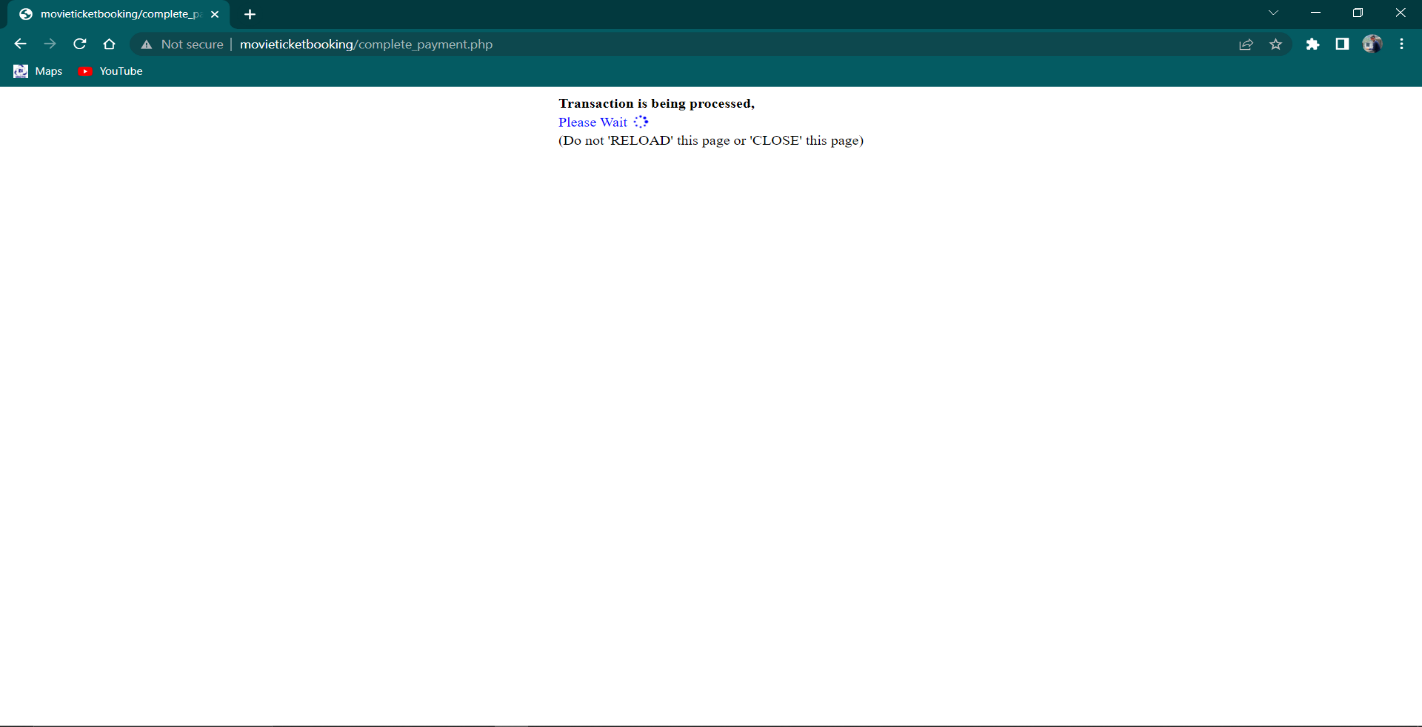 movieticketbooking/complete_p
Not secure | movieticketbooking/complete_payment.php
Maps YouTube
Transaction is being processed,
Please Wait
(Do not 'RELOAD' this page or 'CLOSE' this page)